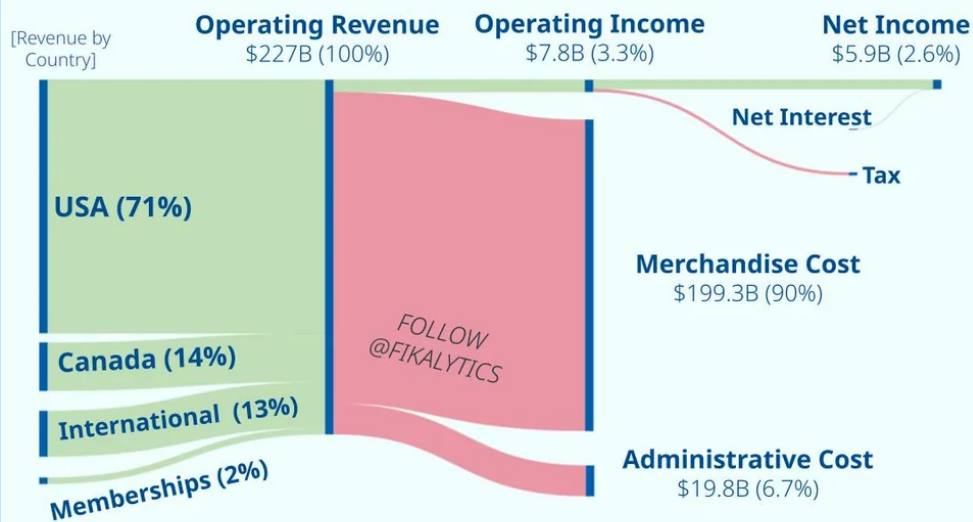 [Revenue by
Country]
Operating Revenue
$227B (100%)
Operating Income
$7.8B (3.3%)
Net Income
$5.9B (2.6%)
Net Interest
Tax
USA (71%)
Merchandise Cost
$199.3B (90%)
FOLLOW
@FIKALYTICS
Canada (14%)
International (13%)
Memberships (2%)
Administrative Cost
$19.8B (6.7%)